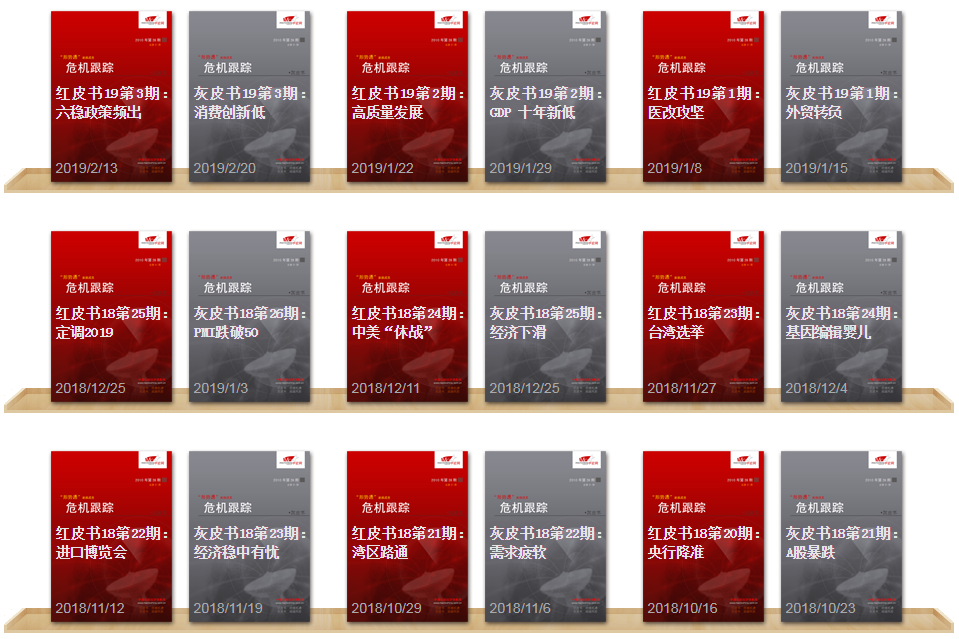 危机跟踪
红皮书19第3期：
六稳政策频出
2019/2/13
危机跟踪
灰皮书19第3期：
消费创新低
2019/2/20
危机跟踪
红皮书19第2期：
高质量发展
2019/1/22
危机跟踪
灰皮书19第2期：
GDP 十年新低
2019/1/29
危机跟踪
红皮书19第1期：
医改攻坚
2019/1/8
危机跟踪
灰皮书19第1期：
外贸转负
2019/1/15
危机跟踪
红皮书18第25期：
定调2019
2018/12/25
危机跟踪
灰皮书18第26期：
PMI跌破50
2019/1/3
危机跟踪
红皮书18第24期：
中美“休战”
2018/12/11
危机跟踪
灰皮书18第25期：
经济下滑
2018/12/25
危机跟踪
红皮书18第23期：
台湾选举
2018/11/27
危机跟踪
灰皮书18第24期：
基因编辑婴儿
2018/12/4
危机跟踪
红皮书18第22期：
进口博览会
2018/11/12
危机跟踪
灰皮书18第23期：
经济稳中有忧
2018/11/19
危机跟踪
红皮书18第21期：
湾区路通
2018/10/29
危机跟踪
灰皮书18第22期：
需求疲软
2018/11/6
危机跟踪
红皮书18第20期：
央行降准
2018/10/16
危机跟踪
灰皮书18第21期：
A股暴跌
2018/10/23